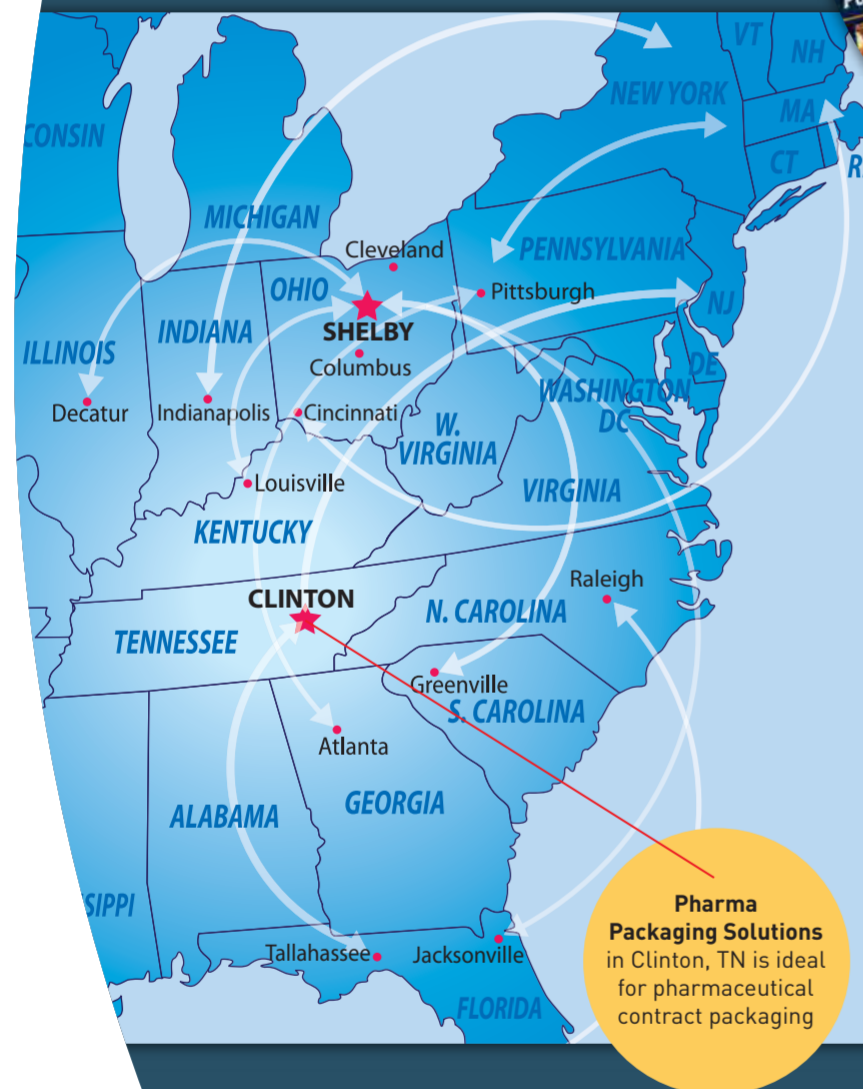 VT
NH
NEW YORK
MA
CONSIN
CT
R
MICHIGAN
Cleveland
PENNSYLVANIA
OHIO
Pittsburgh
NJ
INDIANA
SHELBY
ILLINOIS
Columbus
DE
WASHINGTON
DC
Decatur
Indianapolis
Cincinnati
W.
VIRGINIA
Louisville
VIRGINIA
KENTUCKY
Raleigh
CLINTON
N. CAROLINA
TENNESSEE
Greenville
S. CAROLINA
Atlanta
GEORGIA
ALABAMA
SIPPI
Tallahassee
Jacksonville
FLORIDA
Pharma
Packaging Solutions
in Clinton, TN is ideal
for pharmaceutical
contract packaging